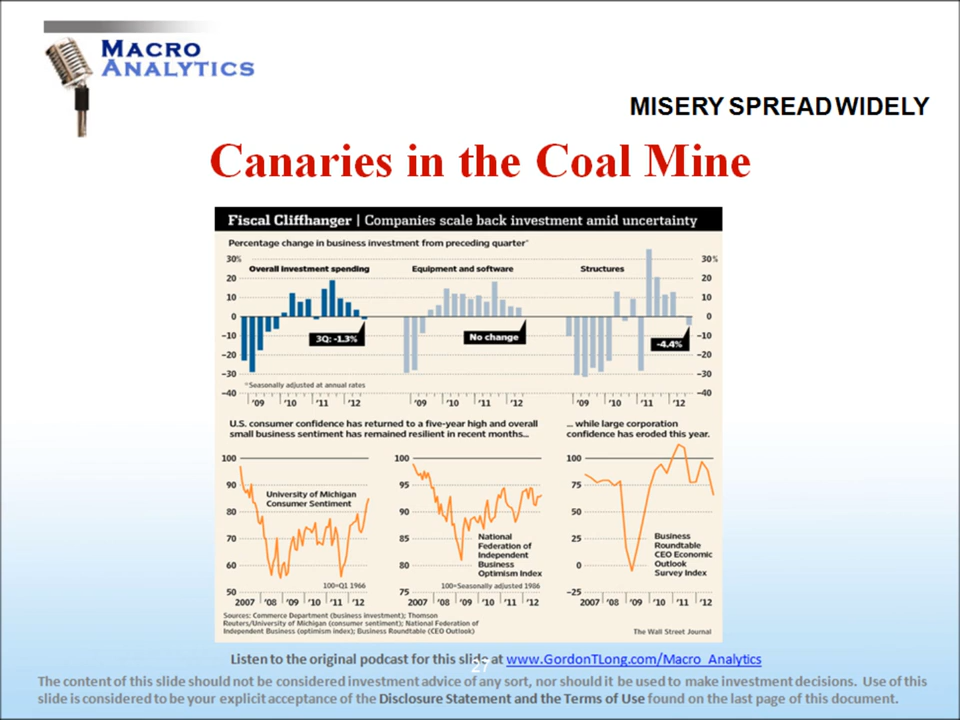 MACRO
ANALYTICS
MISERY SPREAD WIDELY
Canaries in the Coal Mine
Fiscal Cliffhanger | Companies scale back investment amid uncertainty
Percentage change in business investment from preceding quarter*
Overall investment spending
Equipment and software
Structures
30%
20
10
0
-10
-20
-30
-40
30%
20
10
0
-10
-20
-30
-40
3Q: -1.3%
No change
-4.4%
*Seasonally adjusted at annual rates
'09 '10 '11 '12
'09 '10 '11 '12
'09 '10 '11 '12
U.S. consumer confidence has returned to a five-year high and overall
small business sentiment has remained resilient in recent months...
... while large corporation
confidence has eroded this year.
100
90
80
70
60
50
University of Michigan
Consumer Sentiment
100=Q1 1966
2007 '08 '09 '10 '11 '12
100
95
90
85
80
75
National
Federation of
Independent
Business
Optimism Index
100=Seasonally adjusted 1986
2007 '08 '09 '10 '11 '12
100
75
50
25
0
-25
Business
Roundtable
CEO Economic
Outlook
Survey Index
2007 '08 '09 '10 '11 '12
Sources: Commerce Department (business investment); Thomson
Reuters/University of Michigan (consumer sentiment); National Federation of
Independent Business (optimism index); Business Roundtable (CEO Outlook)
The Wall Street Journal
Listen to the original podcast for this slide at www.GordonTLong.com/Macro_Analytics
27
The content of this slide should not be considered investment advice of any sort, nor should it be used to make investment decisions. Use of this
slide is considered to be your explicit acceptance of the Disclosure Statement and the Terms of Use found on the last page of this document.